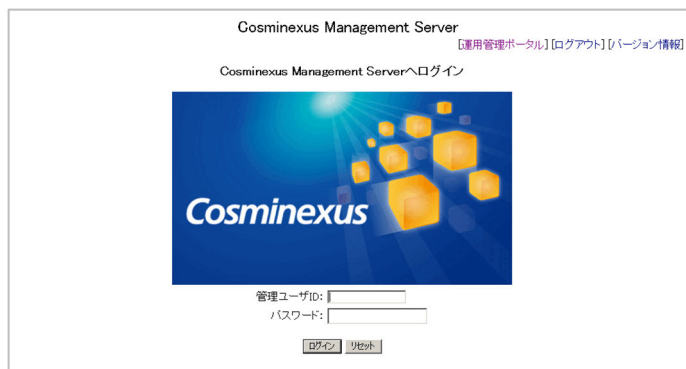 Cosminexus Management Server
[運用管理ポータル] [ログアウト] [バージョン情報]
Cosminexus Management Serverへログイン
Cosminexus
管理ユーザID:
パスワード:
ログイン リセット